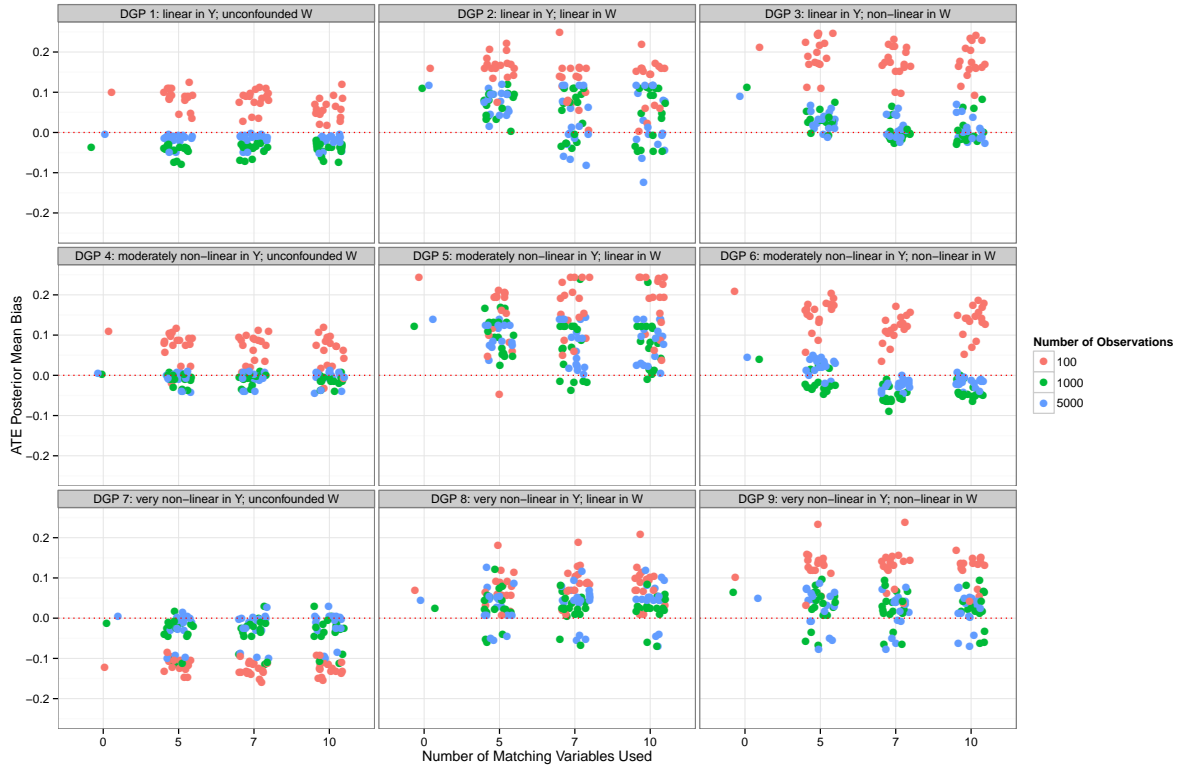 DGP 1: linear in Y; unconfounded W
DGP 2: linear in Y; linear in W
DGP 3: linear in Y; non−linear in W
0.2
0.1
0.0
−0.1
−0.2
DGP 4: moderately non−linear in Y; unconfounded W
DGP 5: moderately non−linear in Y; linear in W
DGP 6: moderately non−linear in Y; non−linear in W
0.2
0.1
0.0
−0.1
−0.2
DGP 7: very non−linear in Y; unconfounded W
DGP 8: very non−linear in Y; linear in W
DGP 9: very non−linear in Y; non−linear in W
0.2
0.1
0.0
−0.1
−0.2
0 5 7 10
0 5 7 10
0 5 7 10
Number of Matching Variables Used
ATE Posterior Mean Bias
Number of Observations
100
1000
5000